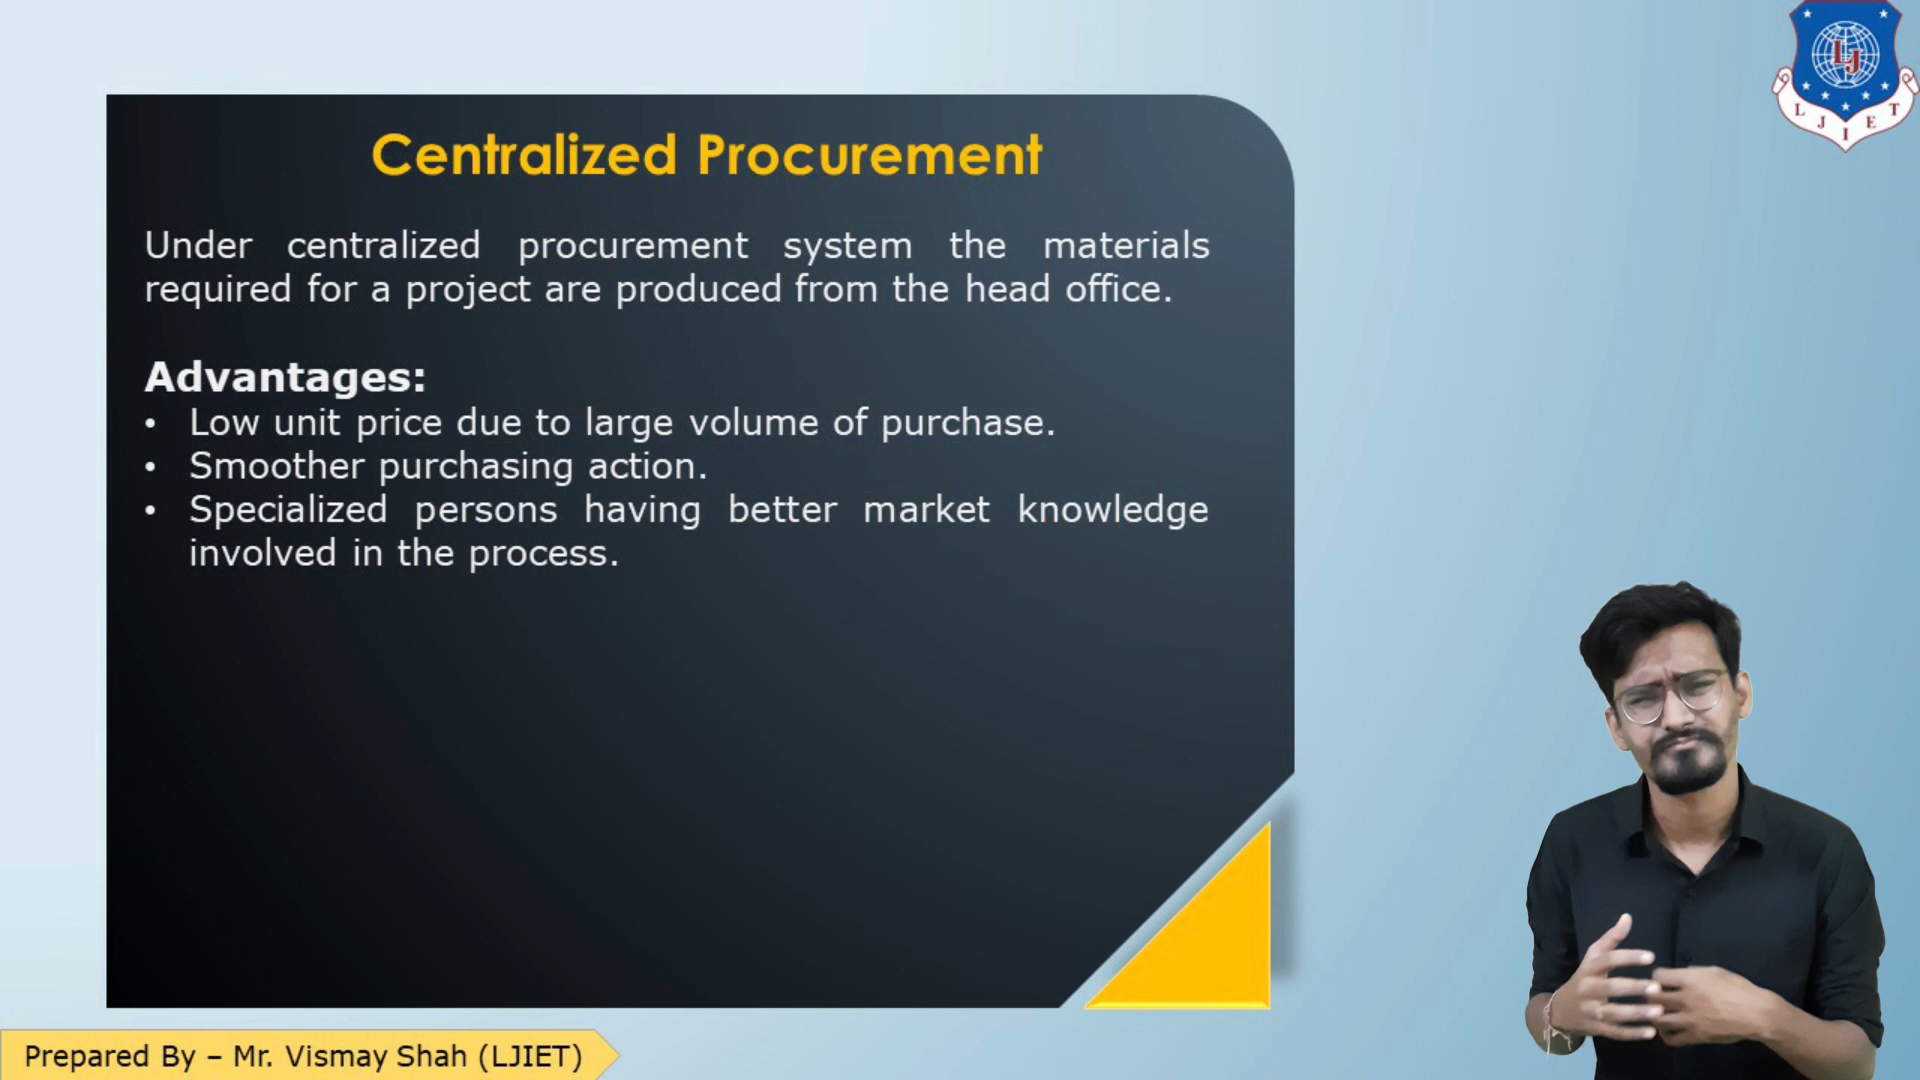 LJ
L J I E T
Centralized Procurement
Under centralized procurement system the materials
required for a project are produced from the head office.
Advantages:
• Low unit price due to large volume of purchase.
• Smoother purchasing action.
• Specialized persons having better market knowledge
involved in the process.
Prepared By – Mr. Vismay Shah (LJIET)